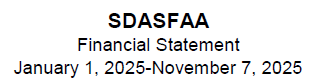 SDASFAA
Financial Statement
January 1, 2025-November 7, 2025